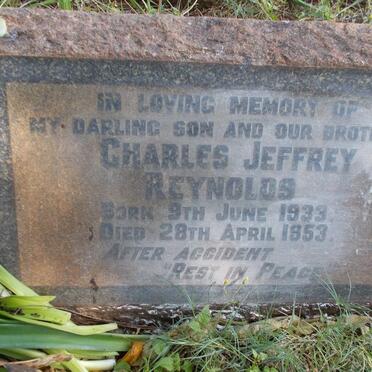 IN LOVING MEMORY OF
MY DARLING SON AND OUR BROTH
CHARLES JEFFREY
REYNOLDS
BORN 9TH JUNE 1939.
DIED 28TH APRIL 1953.
AFTER ACCIDENT
"REST IN PEACE